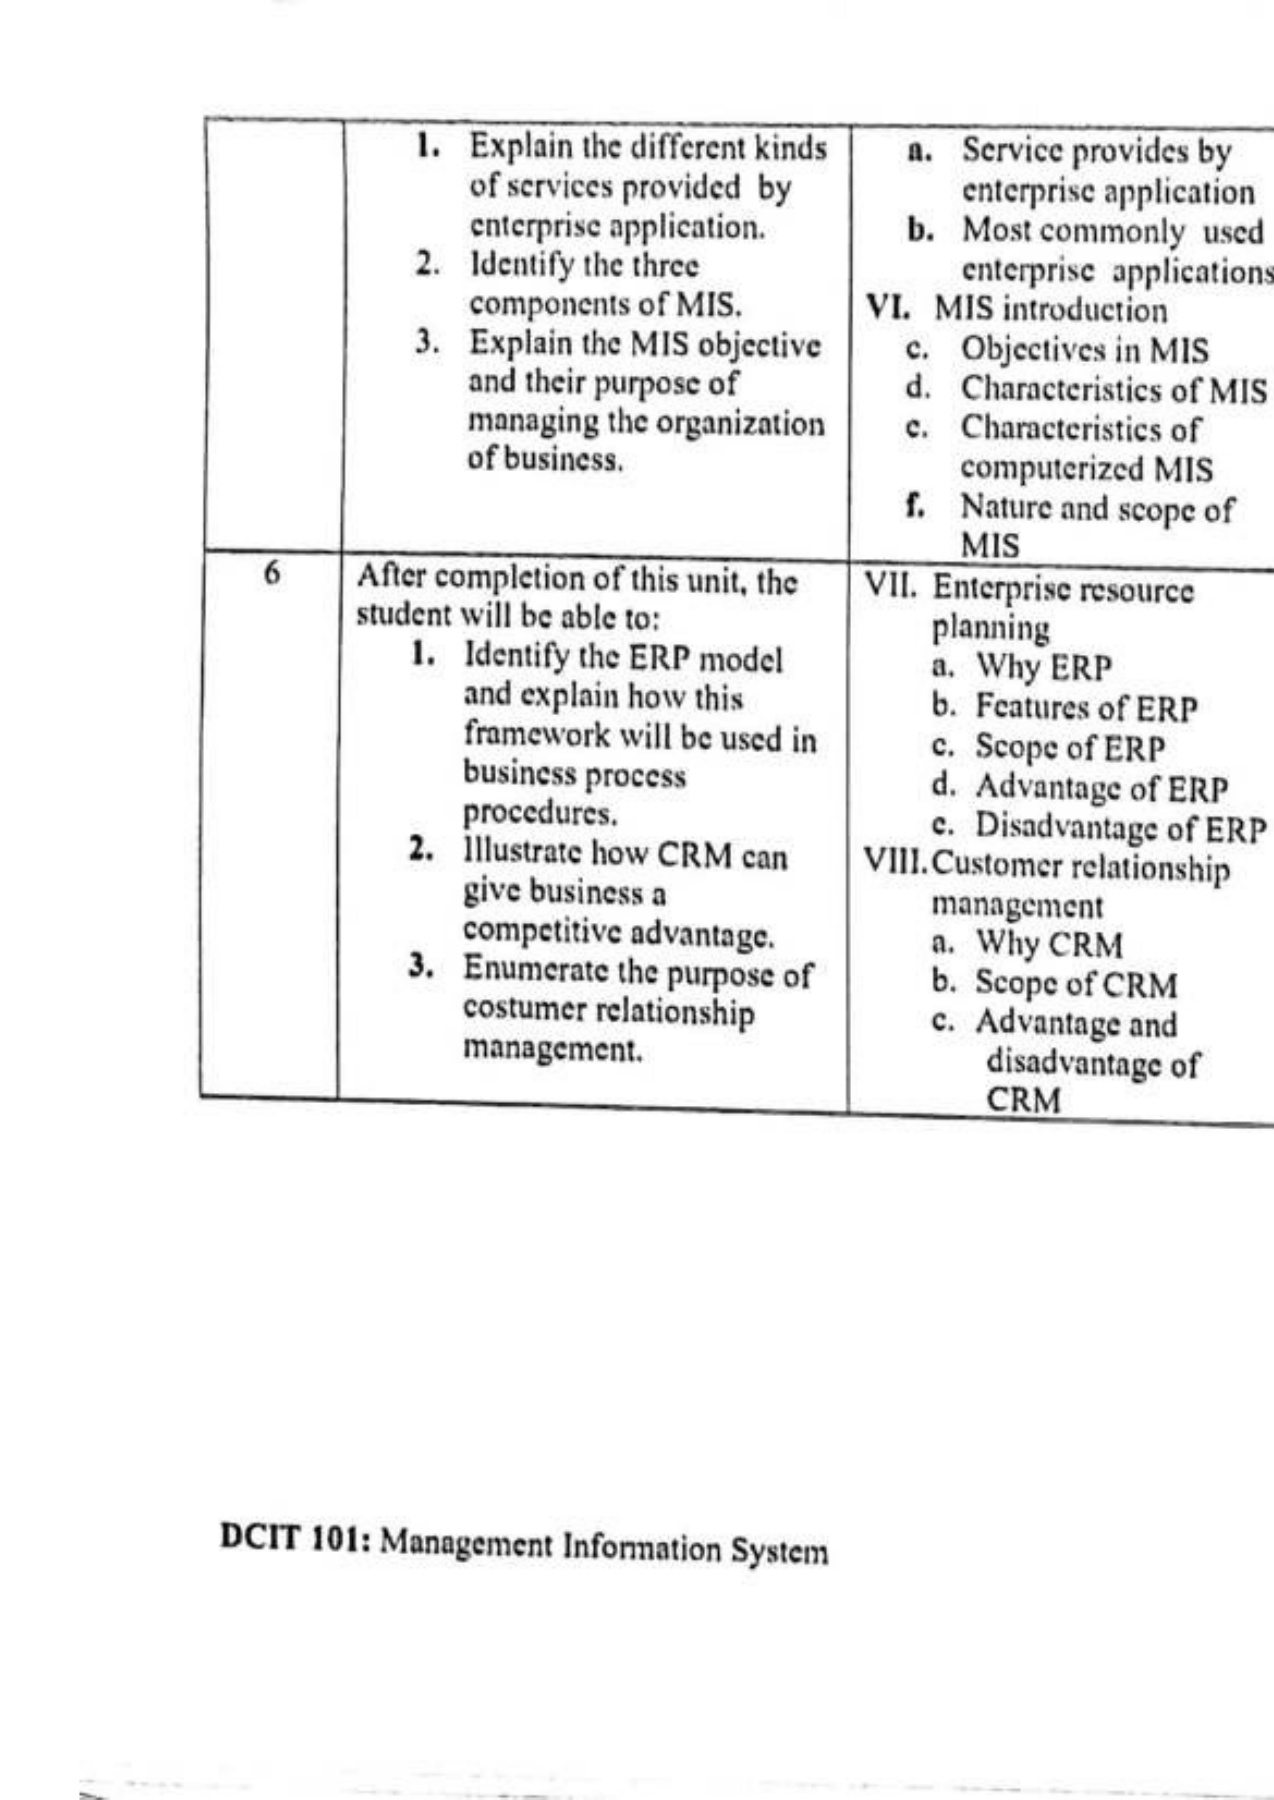 1. Explain the different kinds
of services provided by
enterprise application.
2. Identify the three
components of MIS.
3. Explain the MIS objective
and their purpose of
managing the organization
of business.
a. Service provides by
enterprise application
b. Most commonly used
enterprise applications
VI. MIS introduction
c. Objectives in MIS
d. Characteristics of MIS
e. Characteristics of
computerized MIS
f. Nature and scope of
MIS
6
After completion of this unit, the
student will be able to:
1. Identify the ERP model
and explain how this
framework will be used in
business process
procedures.
2. Illustrate how CRM can
give business a
competitive advantage.
3. Enumerate the purpose of
costumer relationship
management.
VII. Enterprise resource
planning
a. Why ERP
b. Features of ERP
c. Scope of ERP
d. Advantage of ERP
e. Disadvantage of ERP
VIII. Customer relationship
management
a. Why CRM
b. Scope of CRM
c. Advantage and
disadvantage of
CRM
DCIT 101: Management Information System